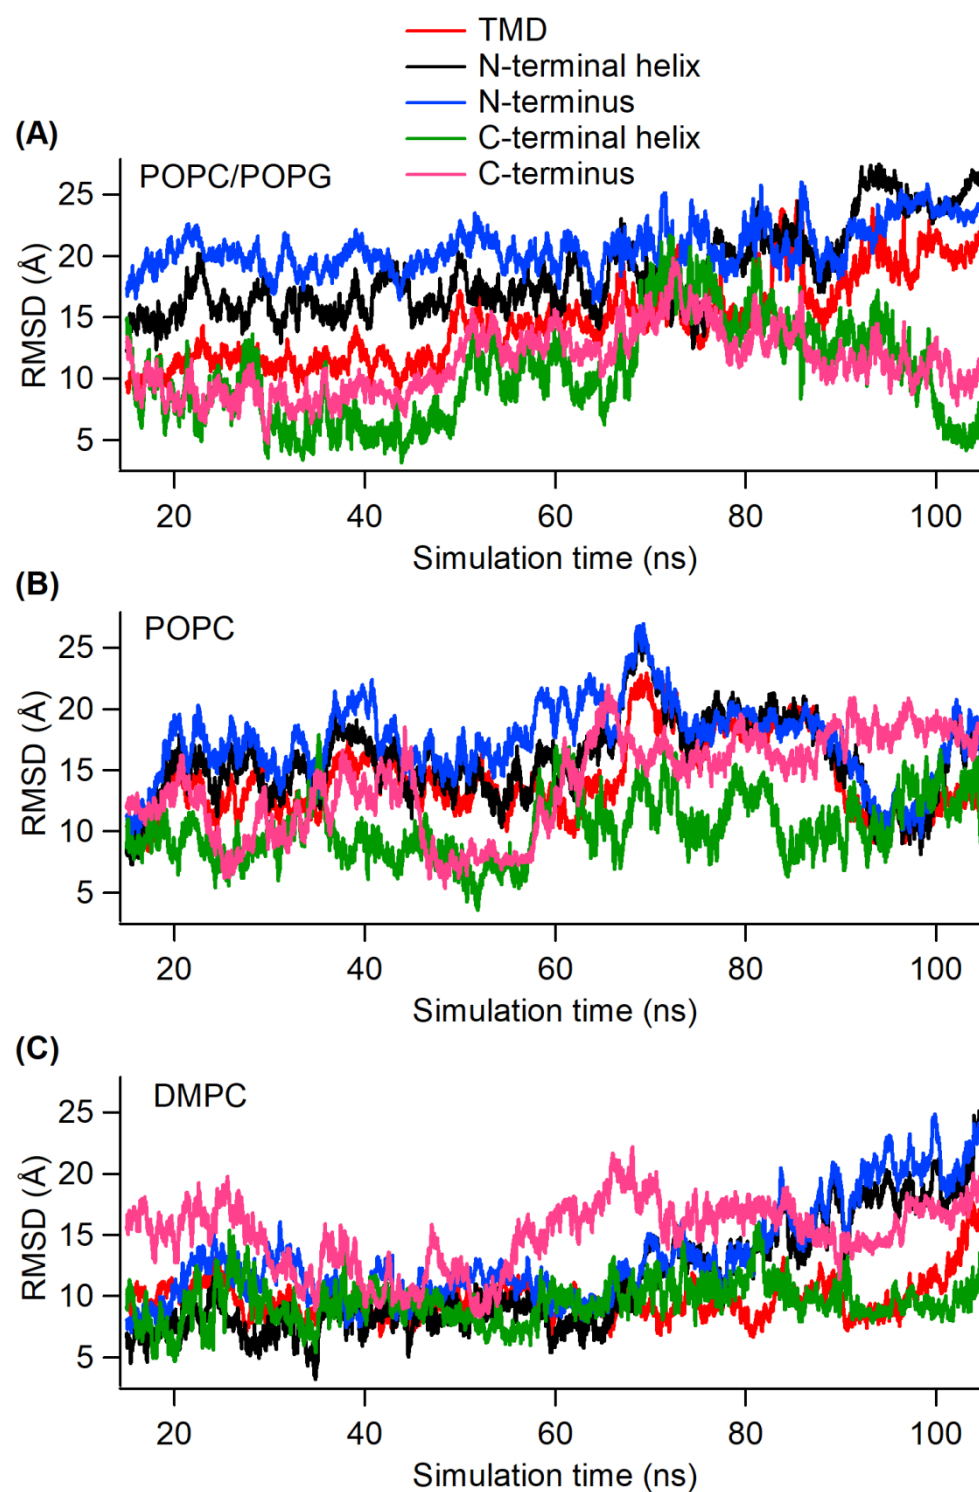 TMD
N-terminal helix
N-terminus
C-terminal helix
C-terminus
(A)
POPC/POPG
RMSD (Å)
25
20
15
10
5
20 40 60 80 100
Simulation time (ns)
(B)
POPC
RMSD (Å)
25
20
15
10
5
20 40 60 80 100
Simulation time (ns)
(C)
DMPC
RMSD (Å)
25
20
15
10
5
20 40 60 80 100
Simulation time (ns)